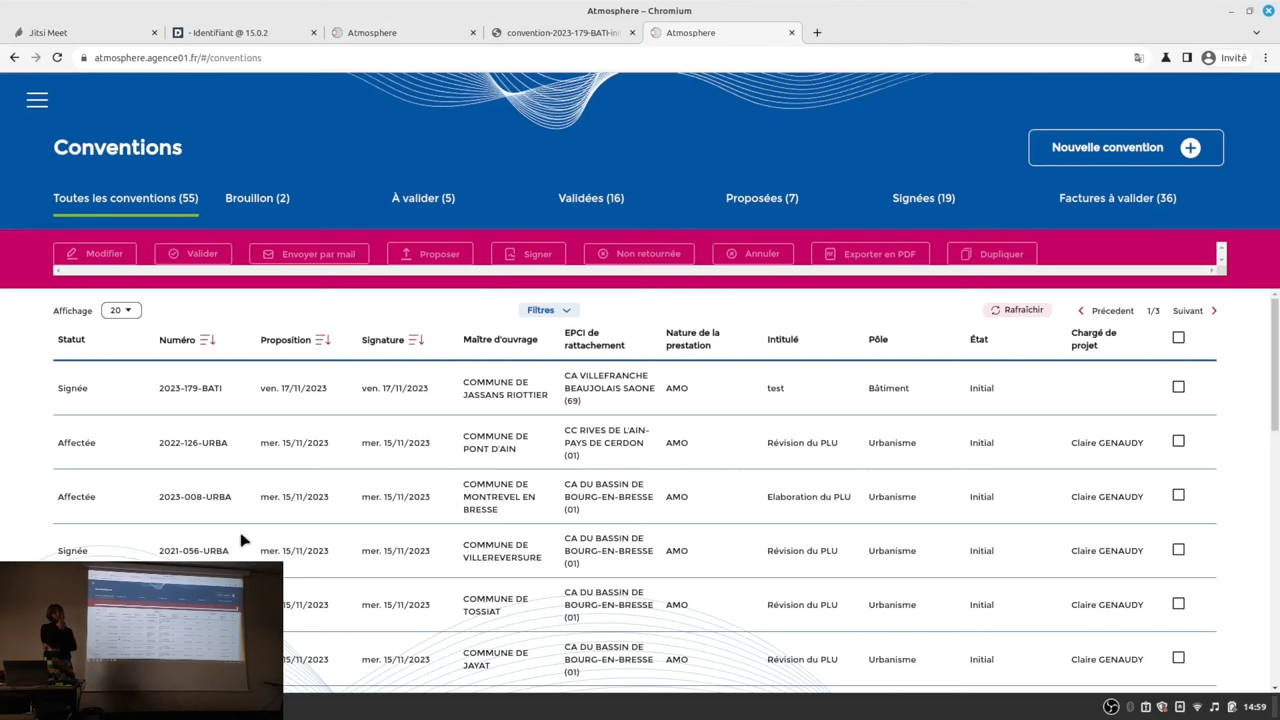 Atmosphere – Chromium
Jitsi Meet
- Identifiant @ 15.0.2
Atmosphere
convention-2023-179-BATI-ini
Atmosphere
atmosphere.agence01.fr/#/conventions
Invité
Conventions
Nouvelle convention
Toutes les conventions (55)
Brouillon (2)
À valider (5)
Validées (16)
Proposées (7)
Signées (19)
Factures à valider (36)
Modifier
Valider
Envoyer par mail
Proposer
Signer
Non retournée
Annuler
Exporter en PDF
Dupliquer
Affichage
20
Filtres
Rafraîchir
Précedent
1/3
Suivant
Statut
Numéro
Proposition
Signature
Maître d'ouvrage
EPCI de
rattachement
Nature de la
prestation
Intitulé
Pôle
État
Chargé de
projet
Signée
2023-179-BATI
ven. 17/11/2023
ven. 17/11/2023
COMMUNE DE
JASSANS RIOTTIER
CA VILLEFRANCHE
BEAUJOLAIS SAONE
(69)
AMO
test
Bâtiment
Initial
Affectée
2022-126-URBA
mer. 15/11/2023
mer. 15/11/2023
COMMUNE DE
PONT D'AIN
CC RIVES DE L'AIN-
PAYS DE CERDON
(01)
AMO
Révision du PLU
Urbanisme
Initial
Claire GENAUDY
Affectée
2023-008-URBA
mer. 15/11/2023
mer. 15/11/2023
COMMUNE DE
MONTREVEL EN
BRESSE
CA DU BASSIN DE
BOURG-EN-BRESSE
(01)
AMO
Elaboration du PLU
Urbanisme
Initial
Claire GENAUDY
Signée
2021-056-URBA
mer. 15/11/2023
mer. 15/11/2023
COMMUNE DE
VILLEREVERSURE
CA DU BASSIN DE
BOURG-EN-BRESSE
(01)
AMO
Révision du PLU
Urbanisme
Initial
Claire GENAUDY
15/11/2023
mer. 15/11/2023
COMMUNE DE
TOSSIAT
CA DU BASSIN DE
BOURG-EN-BRESSE
(01)
AMO
Révision du PLU
Urbanisme
Initial
Claire GENAUDY
15/11/2023
mer. 15/11/2023
COMMUNE DE
JAYAT
CA DU BASSIN DE
BOURG-EN-BRESSE
(01)
AMO
Révision du PLU
Urbanisme
Initial
Claire GENAUDY
14:59